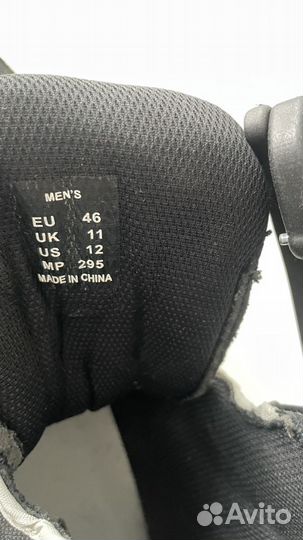 MEN'S
EU 46
UK 11
US 12
MP 295
MADE IN CHINA
Avito